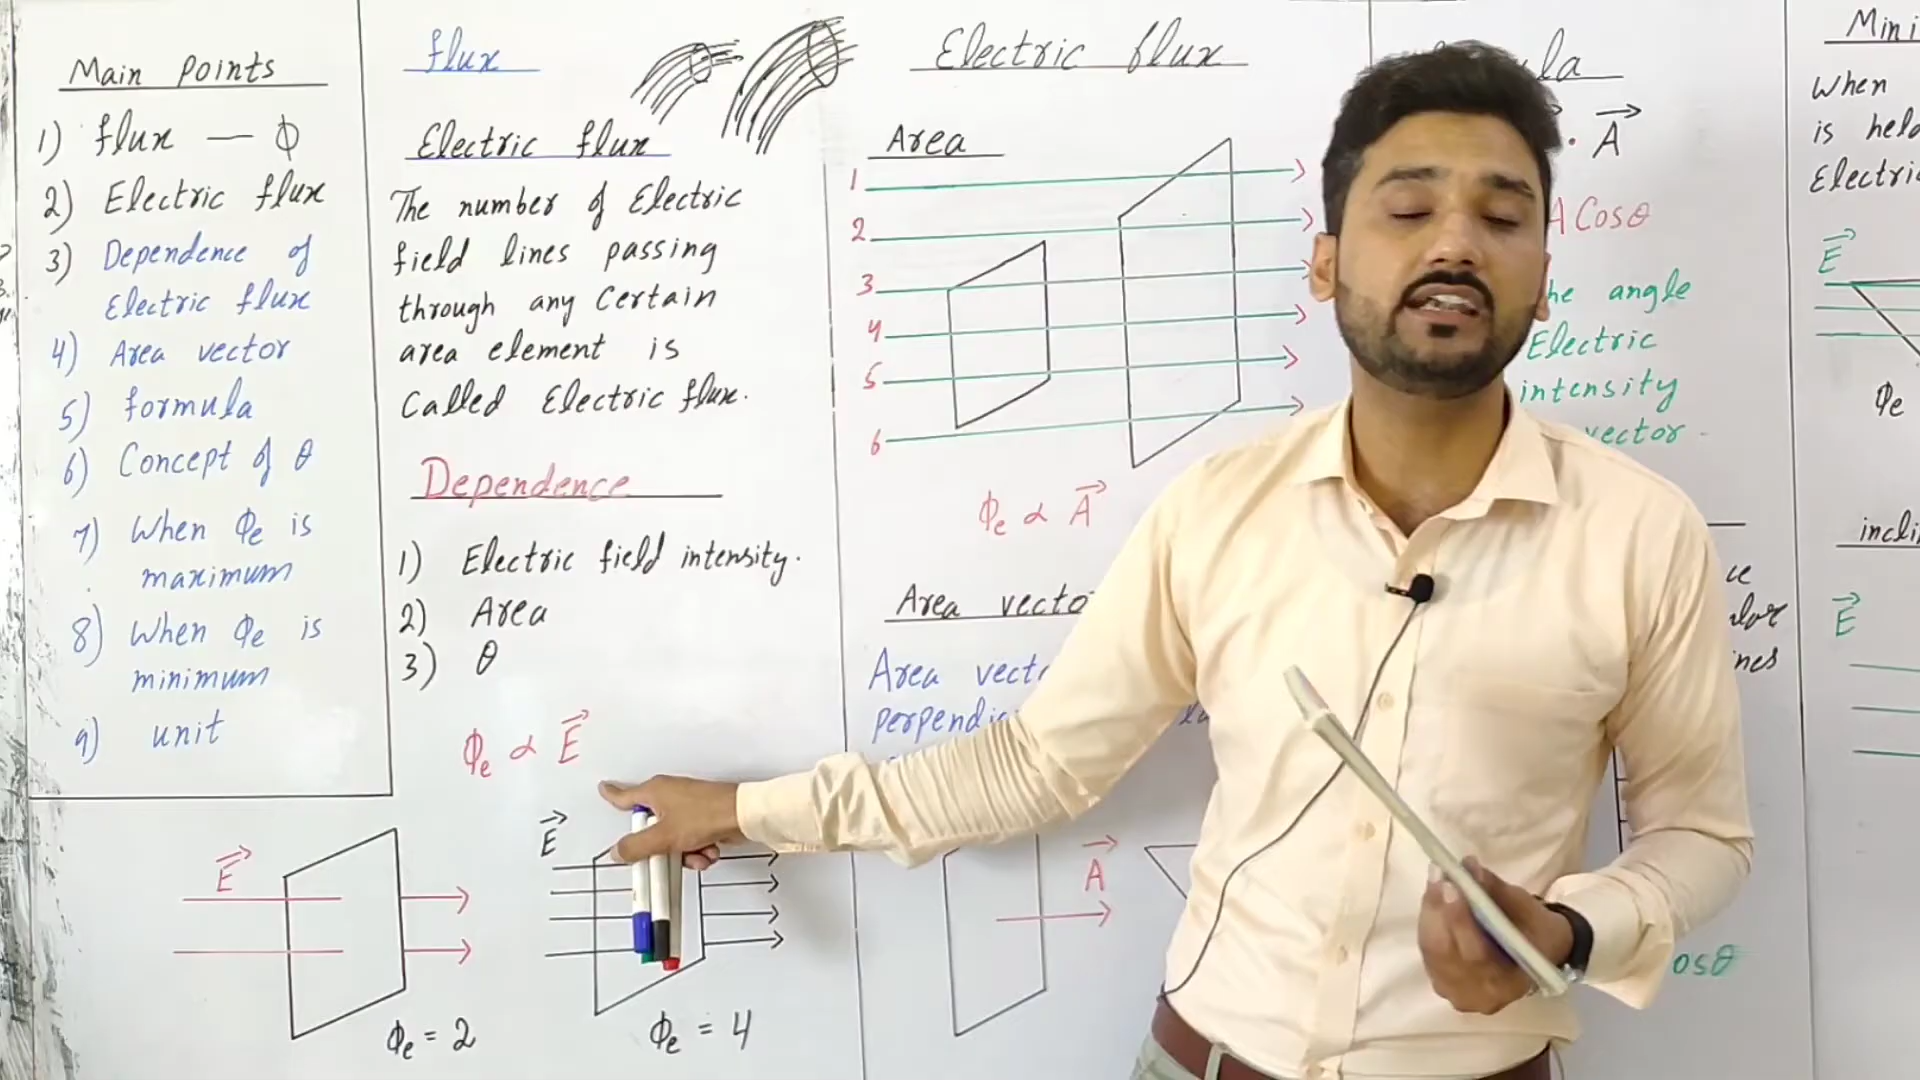 Main points
1) flux — Φ
2) Electric flux
3) Dependence of
Electric flux
4) Area vector
5) formula
6) Concept of θ
7) When Φe is
maximum
8) When Φe is
minimum
9) unit
flux
Electric flux
The number of Electric
field lines passing
through any Certain
area element is
Called Electric flux.
Dependence
1) Electric field intensity.
2) Area
3) θ
Φe ∝ E→
E→
Φe = 2
E→
Φe = 4
Electric flux
Area
1
2
3
4
5
6
Φe ∝ A→
Area vecto
Area vect
perpendic
A→
la
. A→
A Cosθ
he angle
Electric
intensity
vector
ce
lar
ines
osθ
Mini
When
is held
Electric
E→
Φe
incli
E→